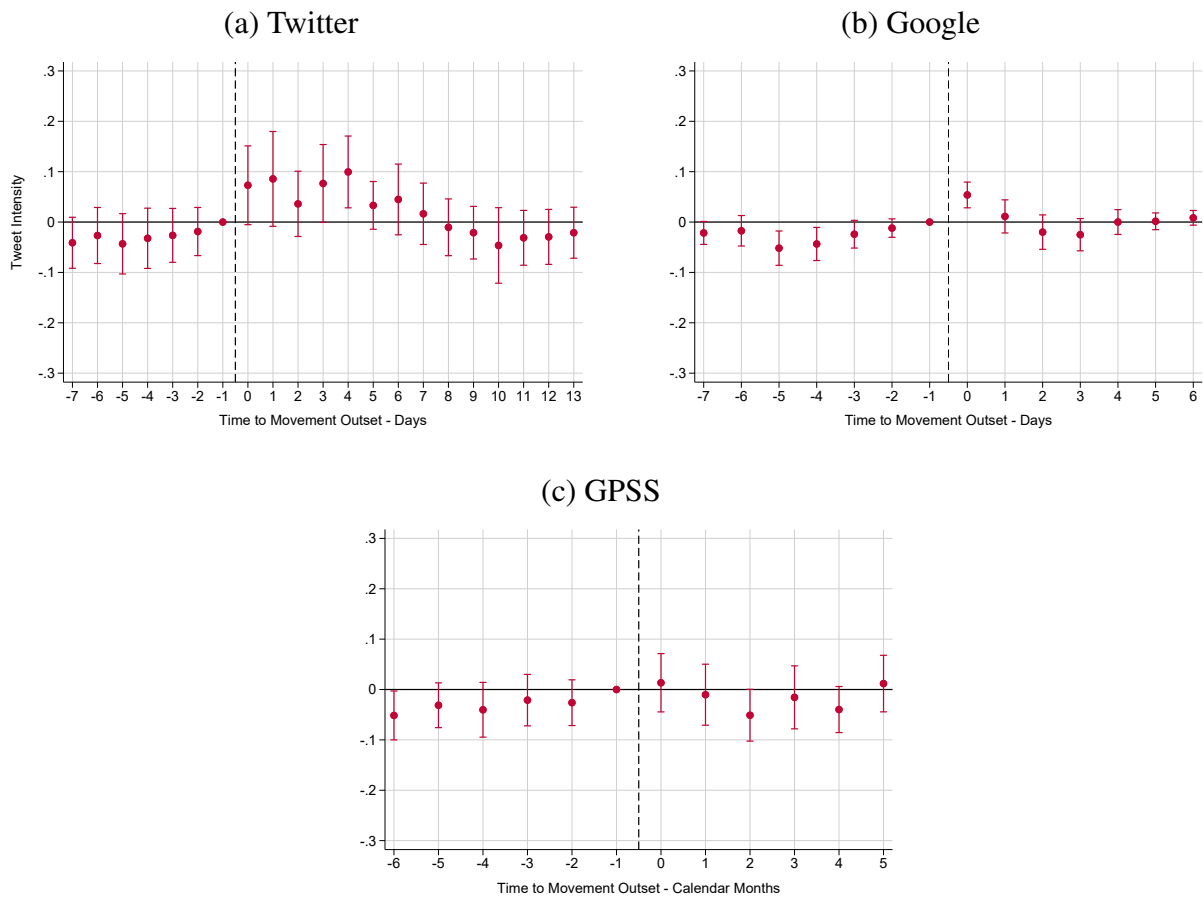 (a) Twitter
.3
.2
.1
0
-.1
-.2
-.3
Tweet Intensity
-7 -6 -5 -4 -3 -2 -1 0 1 2 3 4 5 6 7 8 9 10 11 12 13
Time to Movement Outset - Days
(b) Google
.3
.2
.1
0
-.1
-.2
-.3
-7 -6 -5 -4 -3 -2 -1 0 1 2 3 4 5 6
Time to Movement Outset - Days
(c) GPSS
.3
.2
.1
0
-.1
-.2
-.3
-6 -5 -4 -3 -2 -1 0 1 2 3 4 5
Time to Movement Outset - Calendar Months